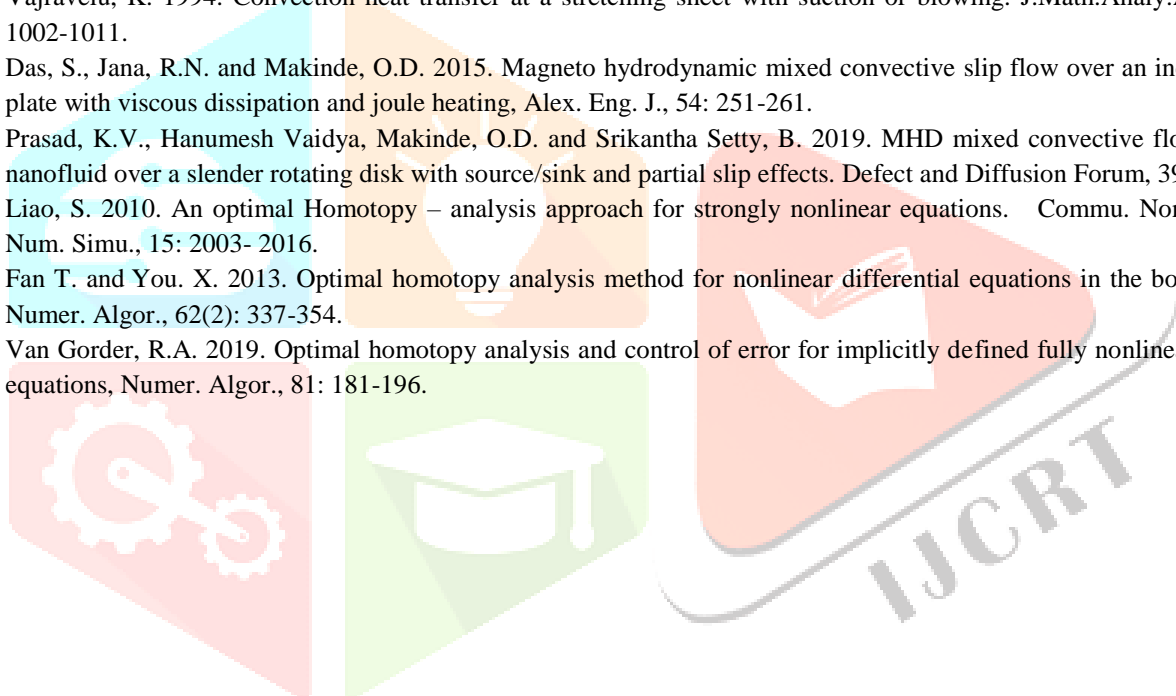 Vajravelu, K. 1994. Convection heat transfer at a stretching sheet with suction or blowing. J.Math.Analy.
1002-1011.
Das, S., Jana, R.N. and Makinde, O.D. 2015. Magneto hydrodynamic mixed convective slip flow over an in
plate with viscous dissipation and joule heating, Alex. Eng. J., 54: 251-261.
Prasad, K.V., Hanumesh Vaidya, Makinde, O.D. and Srikantha Setty, B. 2019. MHD mixed convective flo
nanofluid over a slender rotating disk with source/sink and partial slip effects. Defect and Diffusion Forum, 39
Liao, S. 2010. An optimal Homotopy – analysis approach for strongly nonlinear equations. Commu. Non
Num. Simu., 15: 2003- 2016.
Fan T. and You. X. 2013. Optimal homotopy analysis method for nonlinear differential equations in the bo
Numer. Algor., 62(2): 337-354.
Van Gorder, R.A. 2019. Optimal homotopy analysis and control of error for implicitly defined fully nonline
equations, Numer. Algor., 81: 181-196.
IJCRT